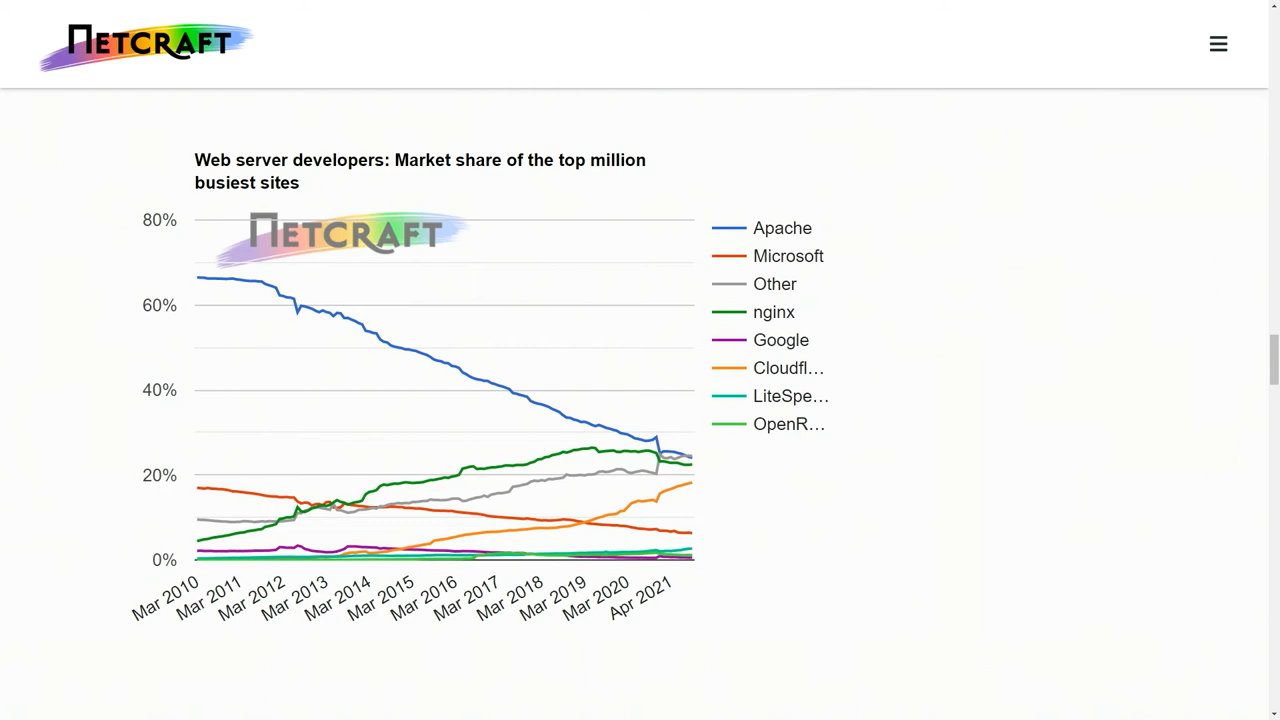 NETCRAFT
Web server developers: Market share of the top million
busiest sites
NETCRAFT
80%
60%
40%
20%
0%
Apache
Microsoft
Other
nginx
Google
Cloudfl...
LiteSpe...
OpenR...
Mar 2010
Mar 2011
Mar 2012
Mar 2013
Mar 2014
Mar 2015
Mar 2016
Mar 2017
Mar 2018
Mar 2019
Mar 2020
Apr 2021